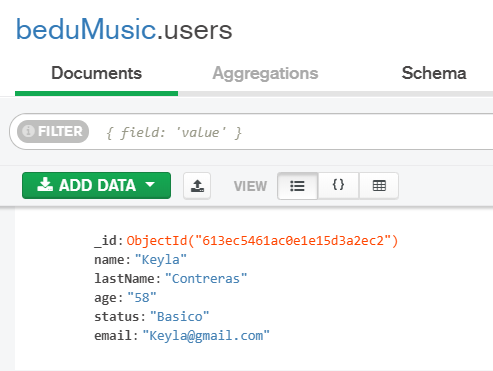 beduMusic.users
Documents Aggregations Schema
FILTER { field: 'value' }
ADD DATA VIEW {}
_id: ObjectId("613ec5461ac0e1e15d3a2ec2")
name: "Keyla"
lastName: "Contreras"
age: "58"
status: "Basico"
email: "Keyla@gmail.com"